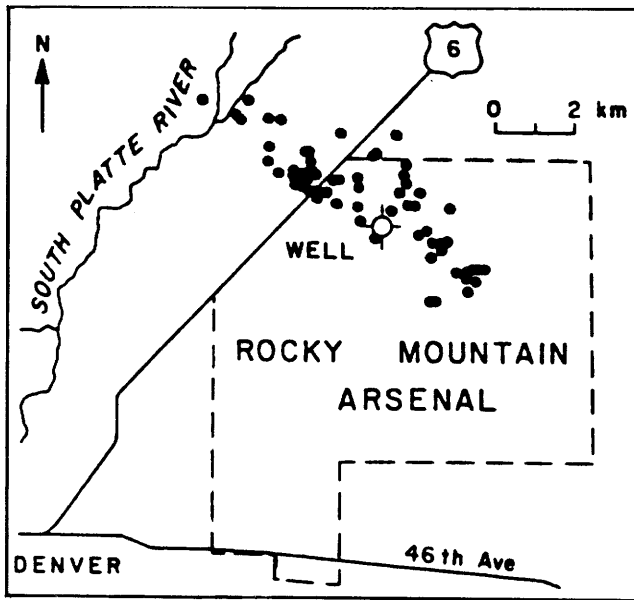 N
6
0 2 km
SOUTH PLATTE RIVER
WELL
ROCKY MOUNTAIN
ARSENAL
46th Ave
DENVER